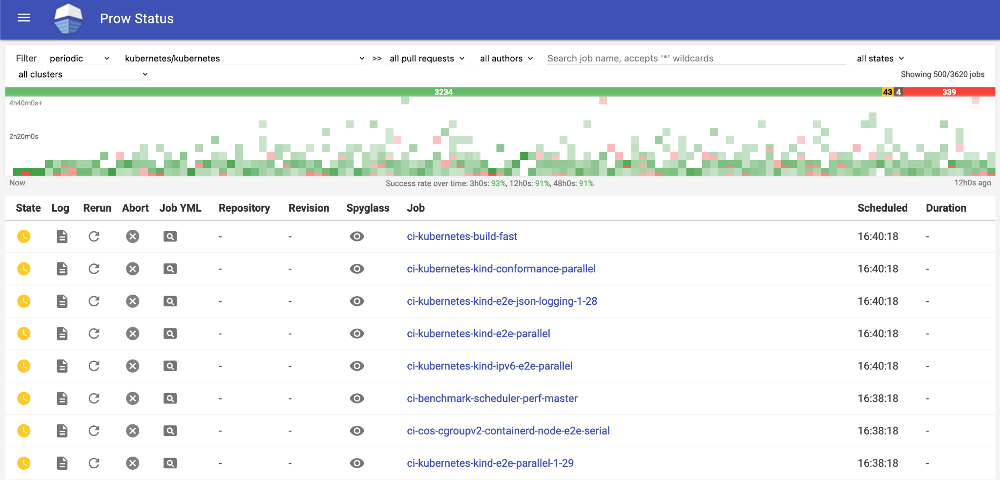 Prow Status
Filter periodic kubernetes/kubernetes >> all pull requests all authors Search job name, accepts '*' wildcards all states
all clusters Showing 500/3620 jobs
3234 43 4 339
4h40m0s+
2h20m0s
Now Success rate over time: 3h0s: 93%, 12h0s: 91%, 48h0s: 91% 12h0s ago
State Log Rerun Abort Job YML Repository Revision Spyglass Job Scheduled Duration
- - ci-kubernetes-build-fast 16:40:18 -
- - ci-kubernetes-kind-conformance-parallel 16:40:18 -
- - ci-kubernetes-kind-e2e-json-logging-1-28 16:40:18 -
- - ci-kubernetes-kind-e2e-parallel 16:40:18 -
- - ci-kubernetes-kind-ipv6-e2e-parallel 16:40:18 -
- - ci-benchmark-scheduler-perf-master 16:38:18 -
- - ci-cos-cgroupv2-containerd-node-e2e-serial 16:38:18 -
- - ci-kubernetes-kind-e2e-parallel-1-29 16:38:18 -